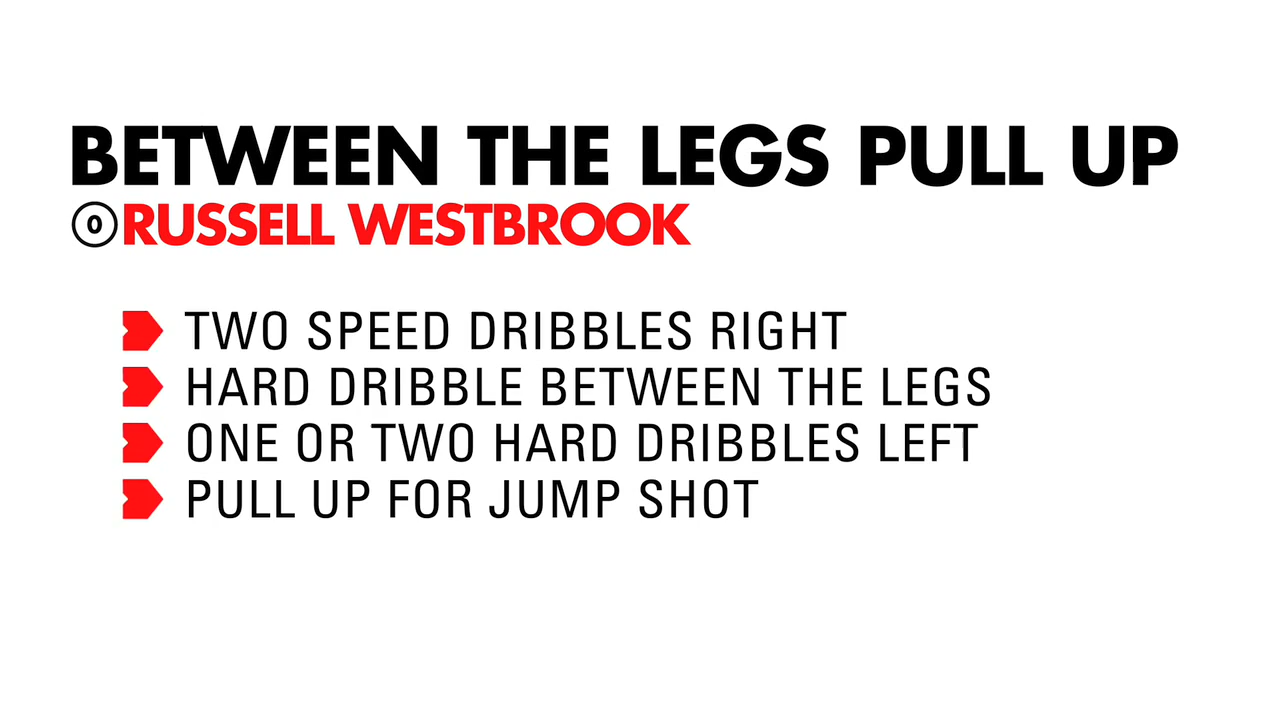 BETWEEN THE LEGS PULL UP
0 RUSSELL WESTBROOK
TWO SPEED DRIBBLES RIGHT
HARD DRIBBLE BETWEEN THE LEGS
ONE OR TWO HARD DRIBBLES LEFT
PULL UP FOR JUMP SHOT